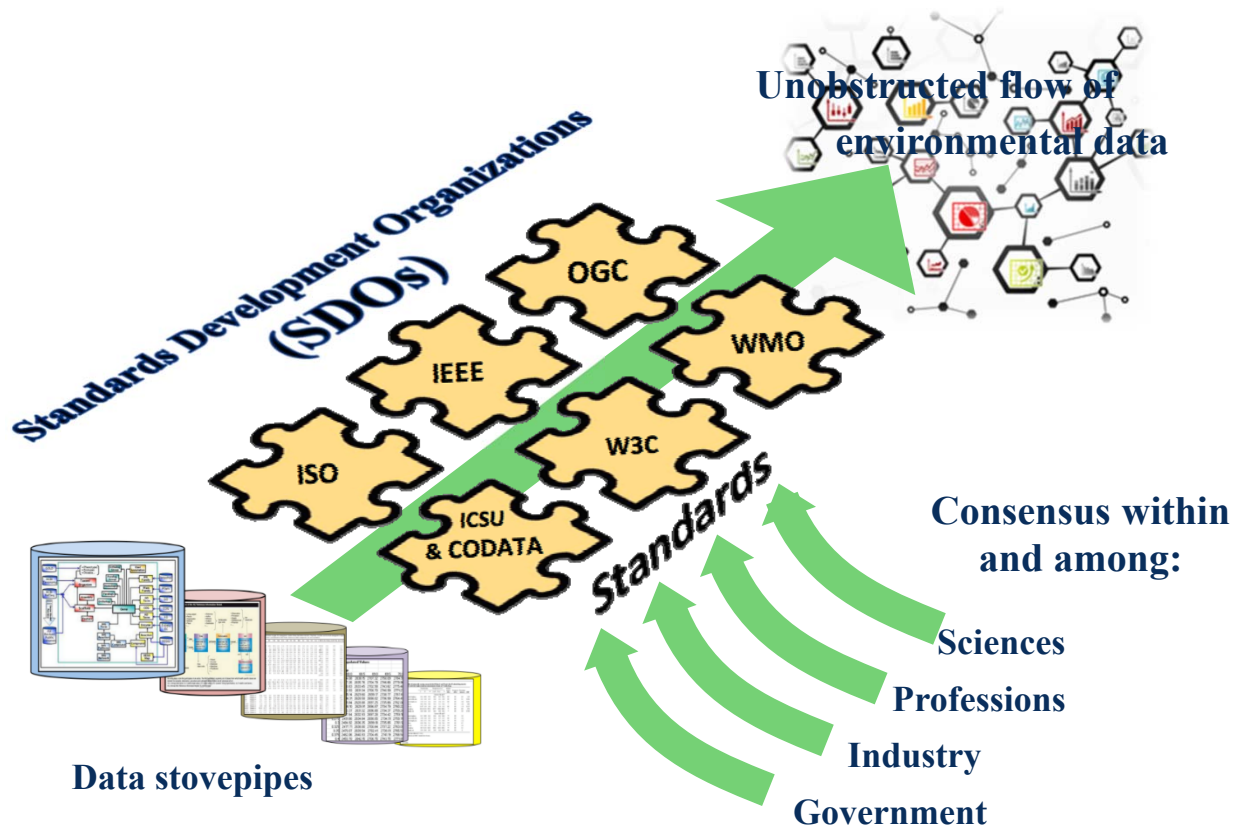 Unobstructed flow of
environmental data
Standards Development Organizations
(SDOs)
OGC
WMO
IEEE
W3C
ISO
ICSU
& CODATA
Standards
Consensus within
and among:
Sciences
Professions
Industry
Government
Data stovepipes